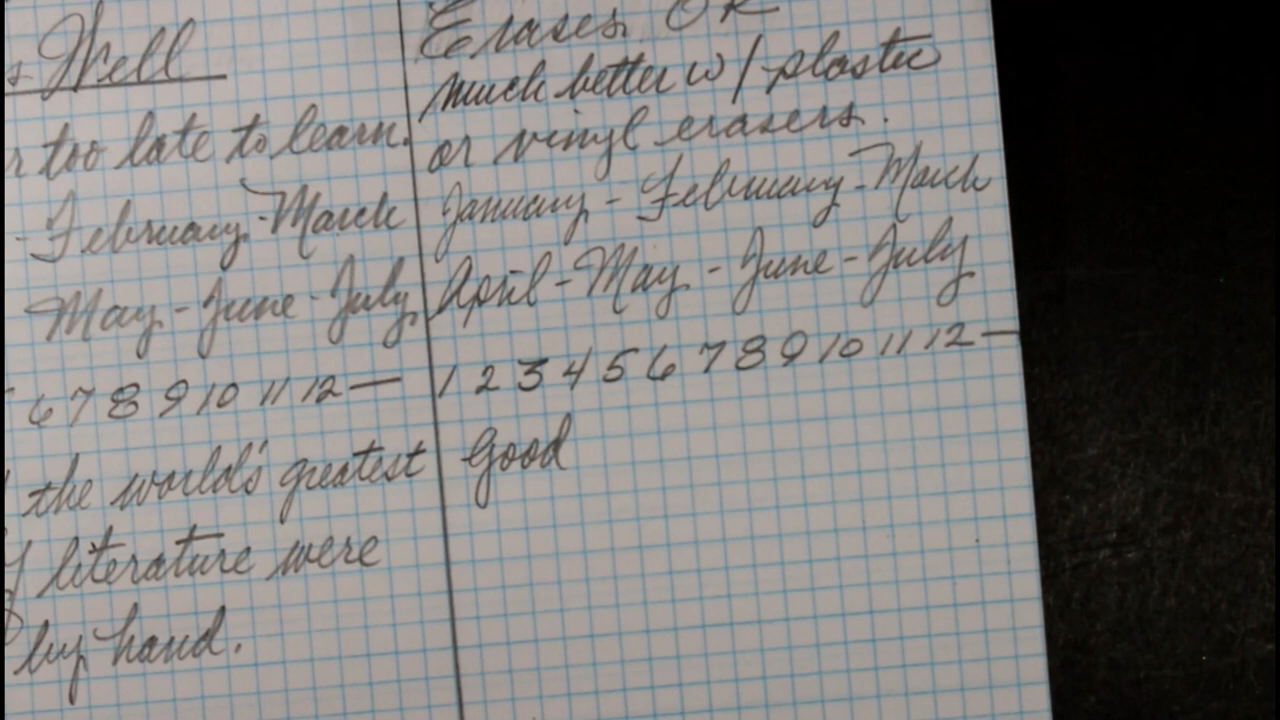 & Well
too late to learn.
- February - March
May - June - July
6 7 8 9 10 11 12 —
the world's greatest
literature were
by hand.
Erases OK
much better w/ plastic
or vinyl erasers.
January - February - March
April - May - June - July
1 2 3 4 5 6 7 8 9 10 11 12 —
Good